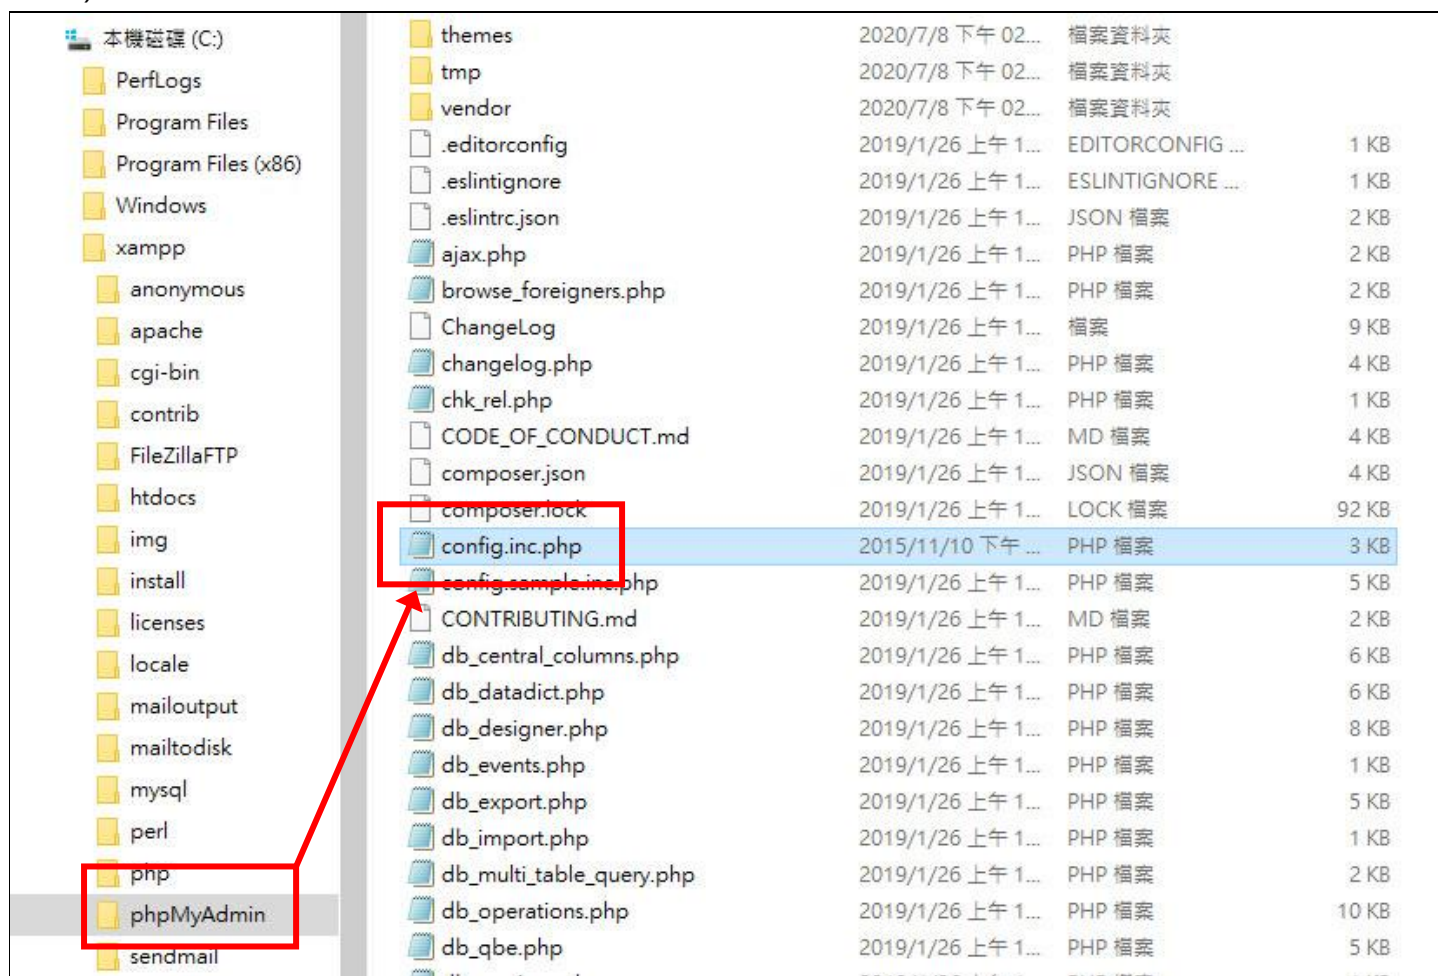 本機磁碟 (C:)
PerfLogs
Program Files
Program Files (x86)
Windows
xampp
anonymous
apache
cgi-bin
contrib
FileZillaFTP
htdocs
img
install
licenses
locale
mailoutput
mailtodisk
mysql
perl
php
phpMyAdmin
sendmail
themes 2020/7/8 下午 02... 檔案資料夾
tmp 2020/7/8 下午 02... 檔案資料夾
vendor 2020/7/8 下午 02... 檔案資料夾
.editorconfig 2019/1/26 上午 1... EDITORCONFIG ... 1 KB
.eslintignore 2019/1/26 上午 1... ESLINTIGNORE ... 1 KB
.eslintrc.json 2019/1/26 上午 1... JSON 檔案 2 KB
ajax.php 2019/1/26 上午 1... PHP 檔案 2 KB
browse_foreigners.php 2019/1/26 上午 1... PHP 檔案 2 KB
ChangeLog 2019/1/26 上午 1... 檔案 9 KB
changelog.php 2019/1/26 上午 1... PHP 檔案 4 KB
chk_rel.php 2019/1/26 上午 1... PHP 檔案 1 KB
CODE_OF_CONDUCT.md 2019/1/26 上午 1... MD 檔案 4 KB
composer.json 2019/1/26 上午 1... JSON 檔案 4 KB
composer.lock 2019/1/26 上午 1... LOCK 檔案 92 KB
config.inc.php 2015/11/10 下午 ... PHP 檔案 3 KB
config.sample.inc.php 2019/1/26 上午 1... PHP 檔案 5 KB
CONTRIBUTING.md 2019/1/26 上午 1... MD 檔案 2 KB
db_central_columns.php 2019/1/26 上午 1... PHP 檔案 6 KB
db_datadict.php 2019/1/26 上午 1... PHP 檔案 6 KB
db_designer.php 2019/1/26 上午 1... PHP 檔案 8 KB
db_events.php 2019/1/26 上午 1... PHP 檔案 1 KB
db_export.php 2019/1/26 上午 1... PHP 檔案 5 KB
db_import.php 2019/1/26 上午 1... PHP 檔案 1 KB
db_multi_table_query.php 2019/1/26 上午 1... PHP 檔案 2 KB
db_operations.php 2019/1/26 上午 1... PHP 檔案 10 KB
db_qbe.php 2019/1/26 上午 1... PHP 檔案 5 KB